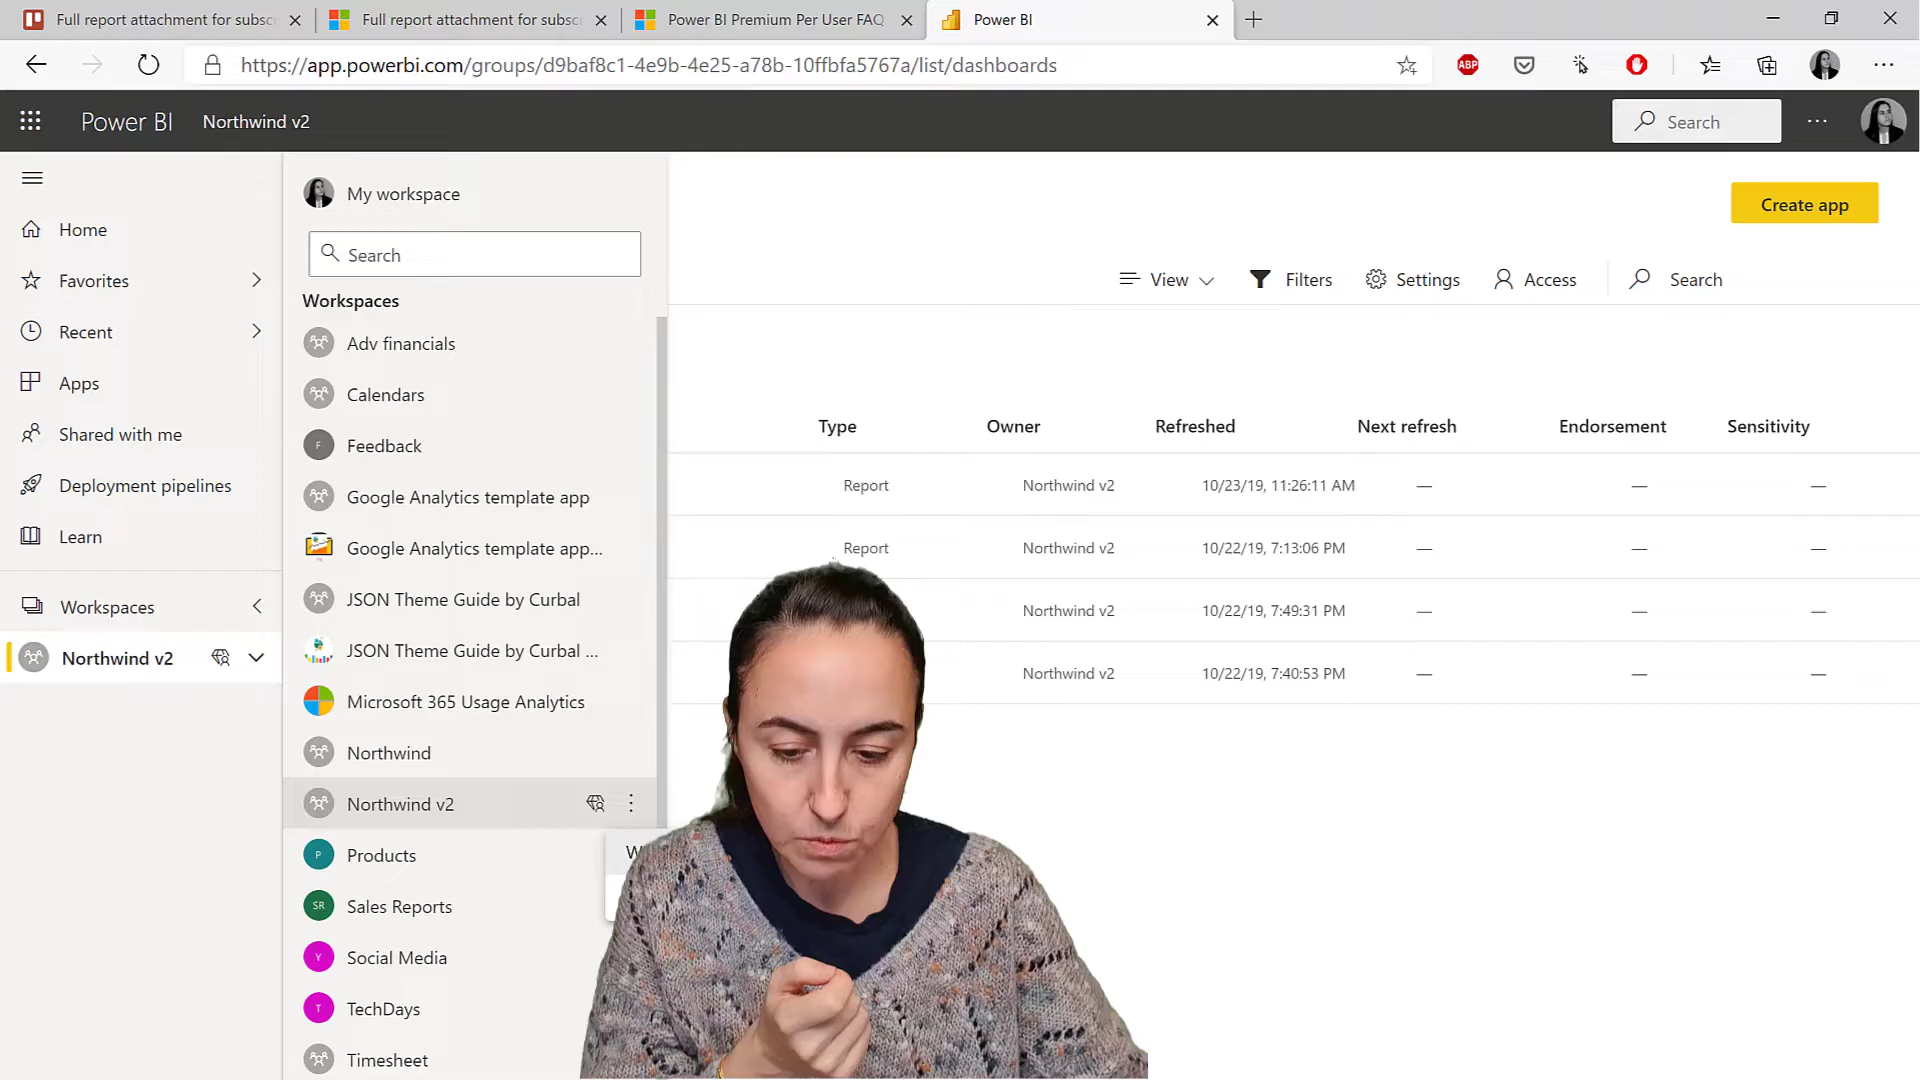 Full report attachment for subsc
Full report attachment for subsc
Power BI Premium Per User FAQ
Power BI
https://app.powerbi.com/groups/d9baf8c1-4e9b-4e25-a78b-10ffbfa5767a/list/dashboards
ABP
Power BI
Northwind v2
Search
My workspace
Create app
Home
Search
Favorites
View
Filters
Settings
Access
Search
Workspaces
Recent
Adv financials
Apps
Calendars
Type
Owner
Refreshed
Next refresh
Endorsement
Sensitivity
Shared with me
F
Feedback
Deployment pipelines
Google Analytics template app
Report
Northwind v2
10/23/19, 11:26:11 AM
—
—
—
Learn
Google Analytics template app...
Report
Northwind v2
10/22/19, 7:13:06 PM
—
—
—
Workspaces
JSON Theme Guide by Curbal
Northwind v2
10/22/19, 7:49:31 PM
—
—
—
Northwind v2
JSON Theme Guide by Curbal ...
Northwind v2
10/22/19, 7:40:53 PM
—
—
—
Microsoft 365 Usage Analytics
Northwind
Northwind v2
P
Products
W
SR
Sales Reports
Y
Social Media
T
TechDays
Timesheet